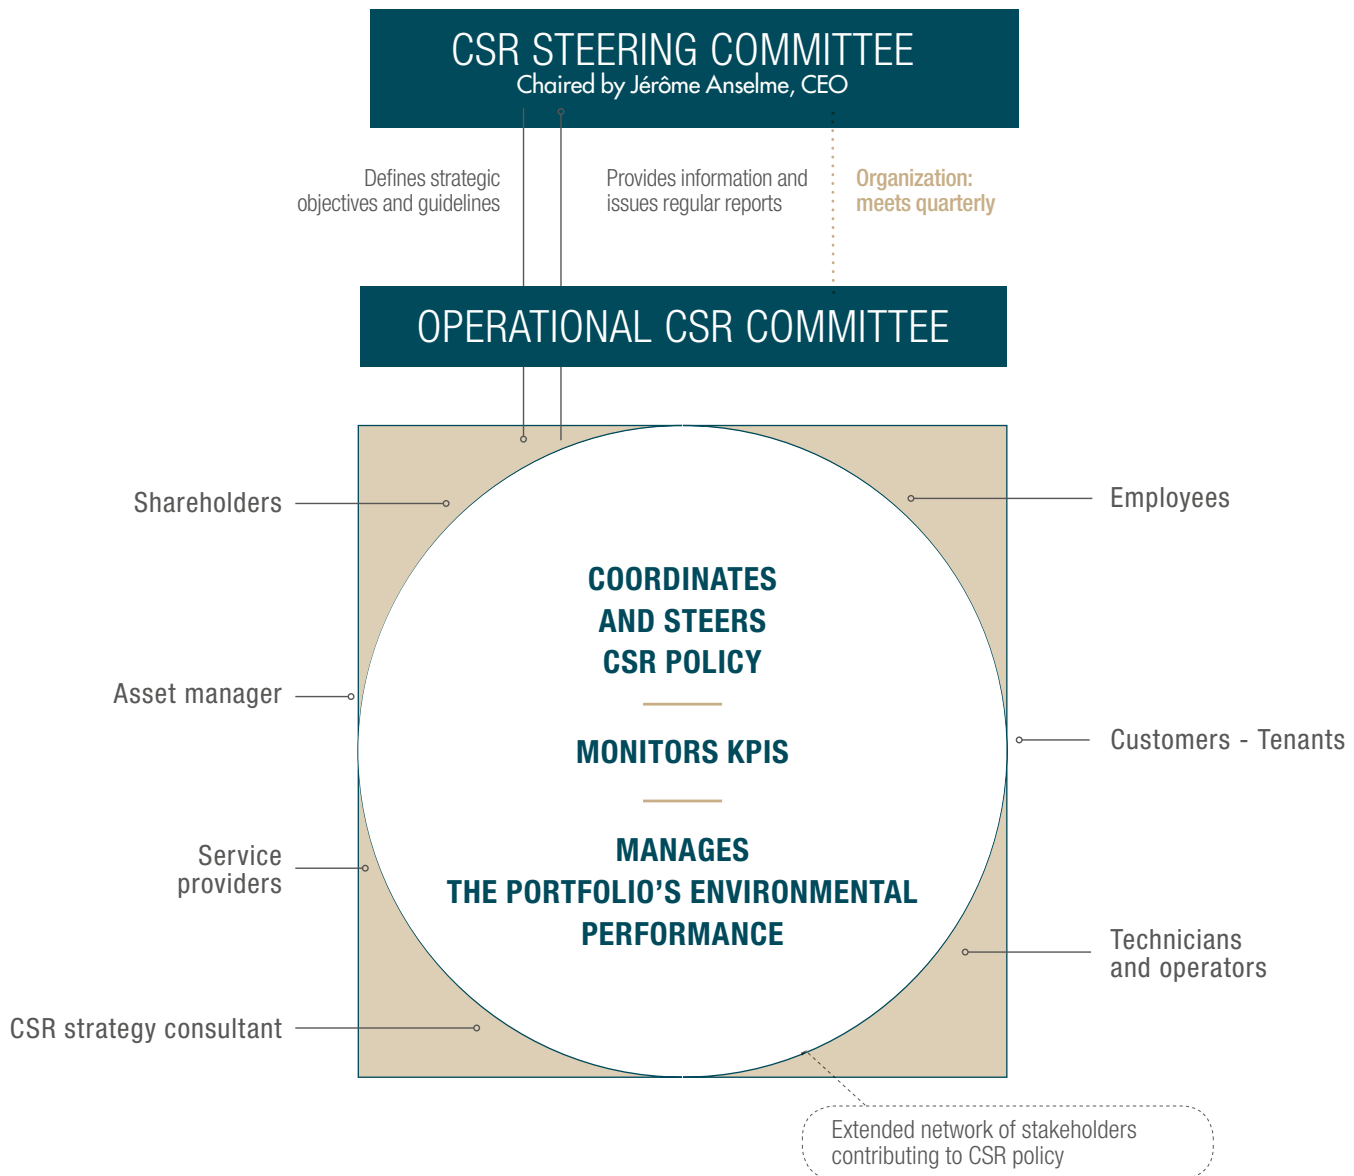 CSR STEERING COMMITTEE
Chaired by Jérôme Anselme, CEO
Defines strategic
objectives and guidelines
Provides information and
issues regular reports
Organization:
meets quarterly
OPERATIONAL CSR COMMITTEE
Shareholders
Asset manager
Service
providers
CSR strategy consultant
COORDINATES
AND STEERS
CSR POLICY
MONITORS KPIS
MANAGES
THE PORTFOLIO’S ENVIRONMENTAL
PERFORMANCE
Employees
Customers - Tenants
Technicians
and operators
Extended network of stakeholders
contributing to CSR policy